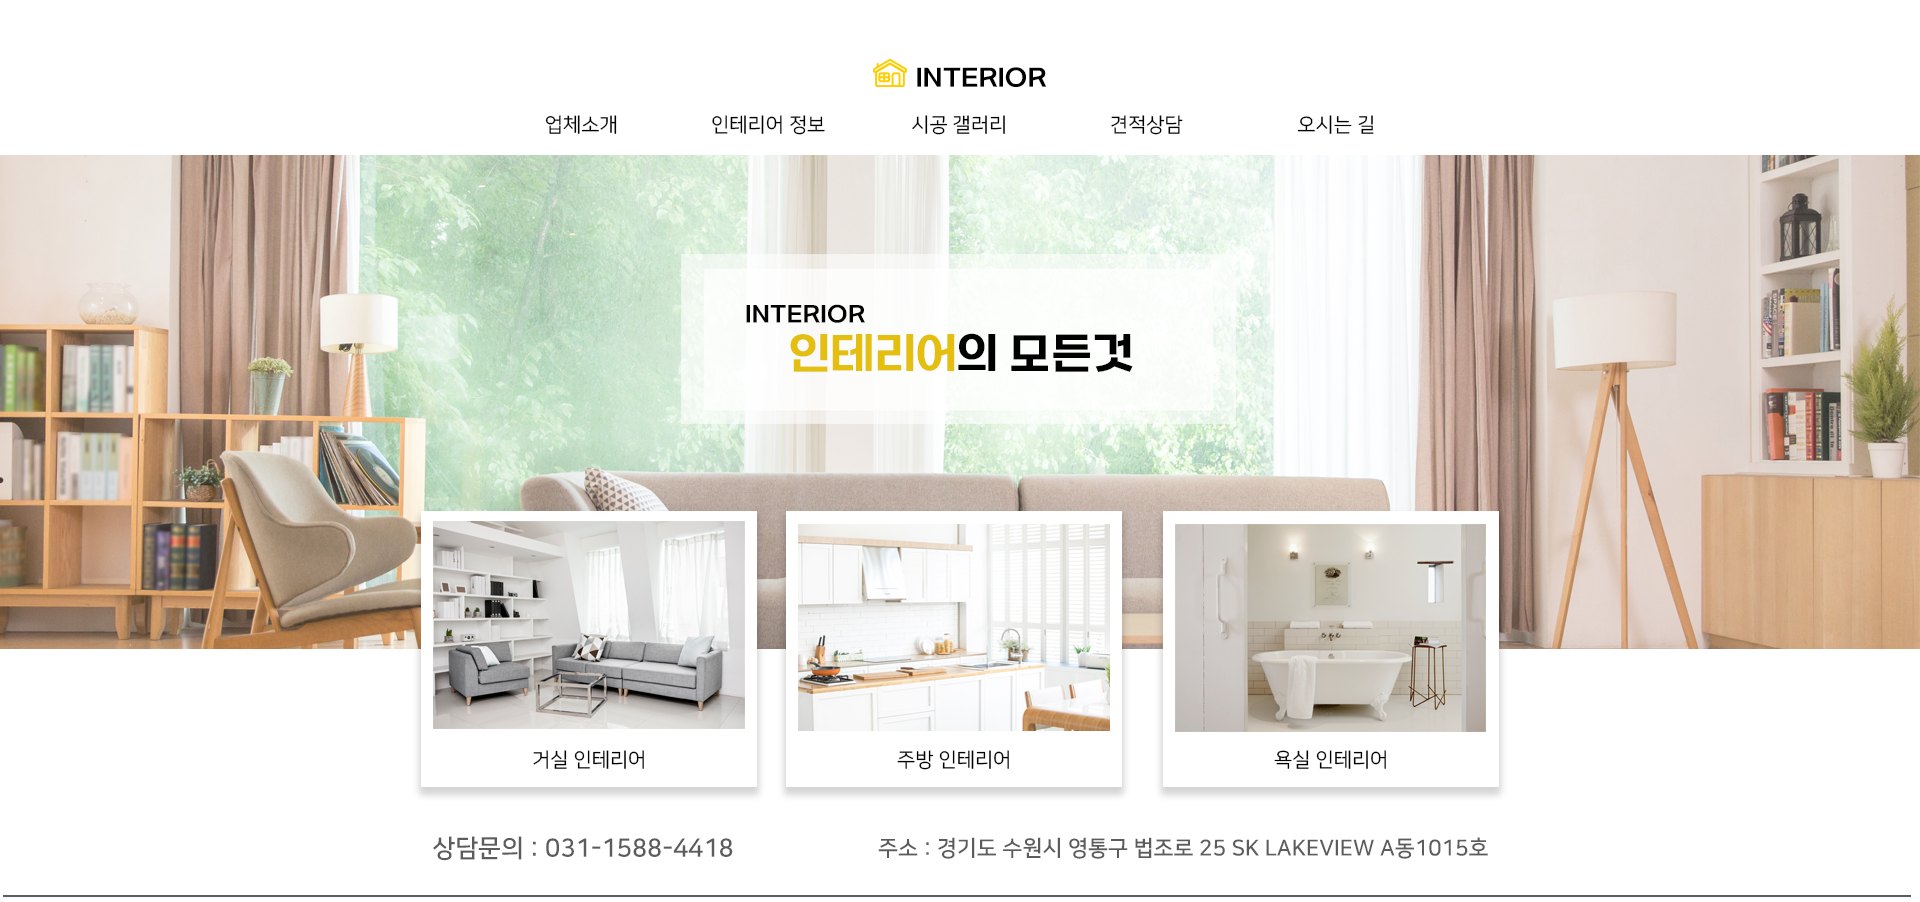 INTERIOR
업체소개 인테리어 정보 시공 갤러리 견적상담 오시는 길
INTERIOR
인테리어의 모든것
거실 인테리어 주방 인테리어 욕실 인테리어
상담문의 : 031-1588-4418 주소 : 경기도 수원시 영통구 법조로 25 SK LAKEVIEW A동1015호